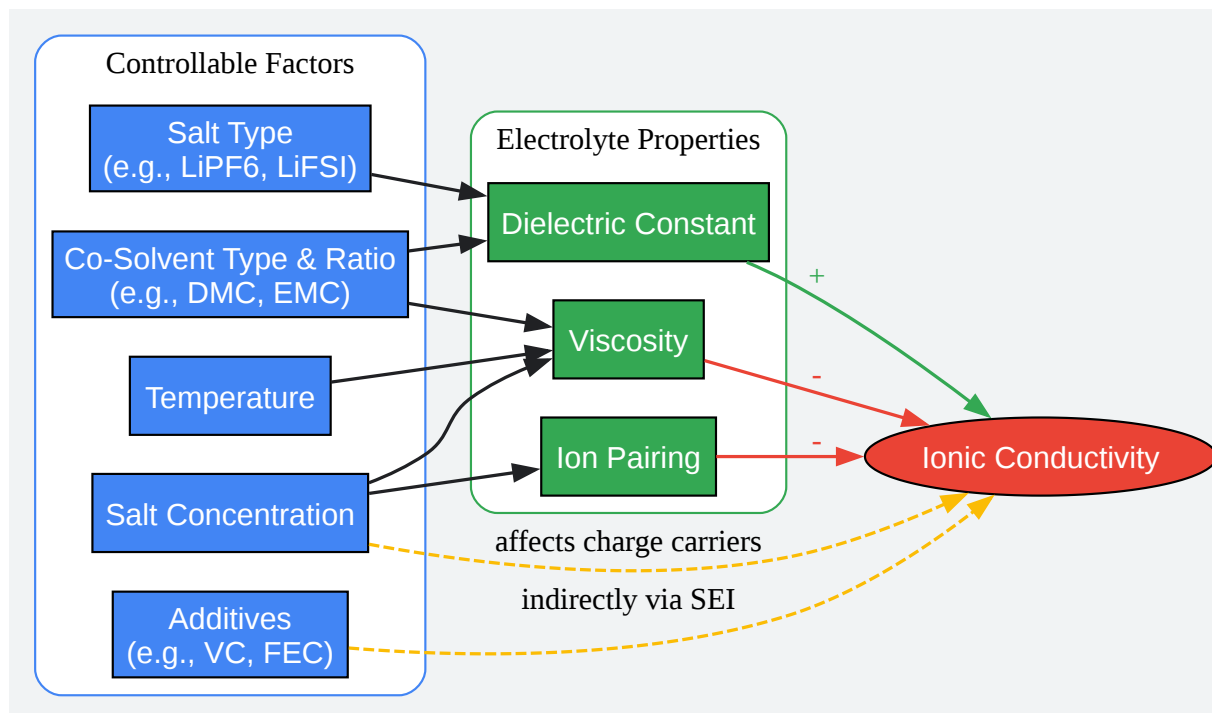 Controllable Factors
Salt Type
(e.g., LiPF6, LiFSI)
Co-Solvent Type & Ratio
(e.g., DMC, EMC)
Temperature
Salt Concentration
Additives
(e.g., VC, FEC)
Electrolyte Properties
Dielectric Constant
Viscosity
Ion Pairing
+
-
-
Ionic Conductivity
affects charge carriers
indirectly via SEI